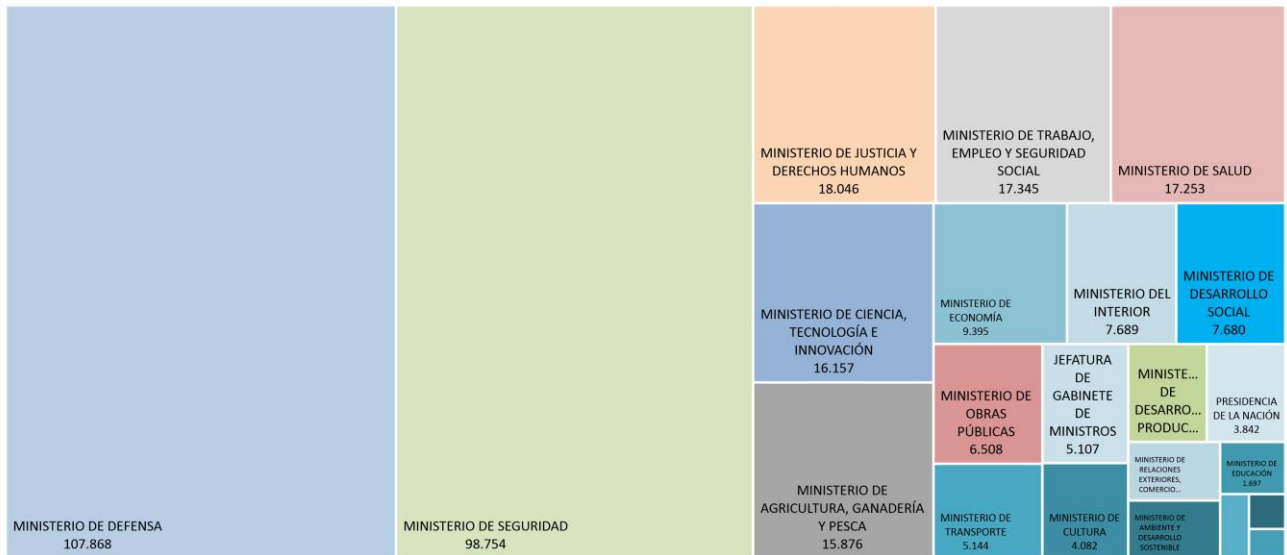 MINISTERIO DE DEFENSA
107.868
MINISTERIO DE SEGURIDAD
98.754
MINISTERIO DE JUSTICIA Y
DERECHOS HUMANOS
18.046
MINISTERIO DE TRABAJO,
EMPLEO Y SEGURIDAD
SOCIAL
17.345
MINISTERIO DE SALUD
17.253
MINISTERIO DE CIENCIA,
TECNOLOGÍA E
INNOVACIÓN
16.157
MINISTERIO DE
AGRICULTURA, GANADERÍA
Y PESCA
15.876
MINISTERIO DE
ECONOMÍA
9.395
MINISTERIO DEL
INTERIOR
7.689
MINISTERIO DE
DESARROLLO
SOCIAL
7.680
MINISTERIO DE
OBRAS
PÚBLICAS
6.508
JEFATURA
DE
GABINETE
DE
MINISTROS
5.107
MINISTE...
DE
DESARRO...
PRODUC...
PRESIDENCIA
DE LA NACIÓN
3.842
MINISTERIO DE
TRANSPORTE
5.144
MINISTERIO DE
CULTURA
4.082
MINISTERIO DE
RELACIONES
EXTERIORES,
COMERCIO...
MINISTERIO DE
EDUCACIÓN
1.697
MINISTERIO DE
AMBIENTE Y
DESARROLLO
SOSTENIBLE